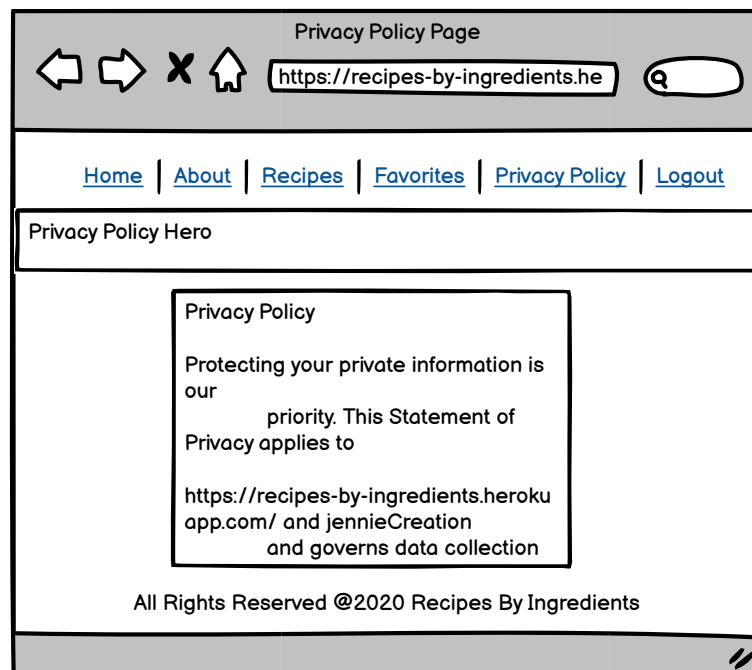 Privacy Policy Page
https://recipes-by-ingredients.he
Home About Recipes Favorites Privacy Policy Logout
Privacy Policy Hero
Privacy Policy
Protecting your private information is
our
priority. This Statement of
Privacy applies to
https://recipes-by-ingredients.heroku
app.com/ and jennieCreation
and governs data collection
All Rights Reserved @2020 Recipes By Ingredients